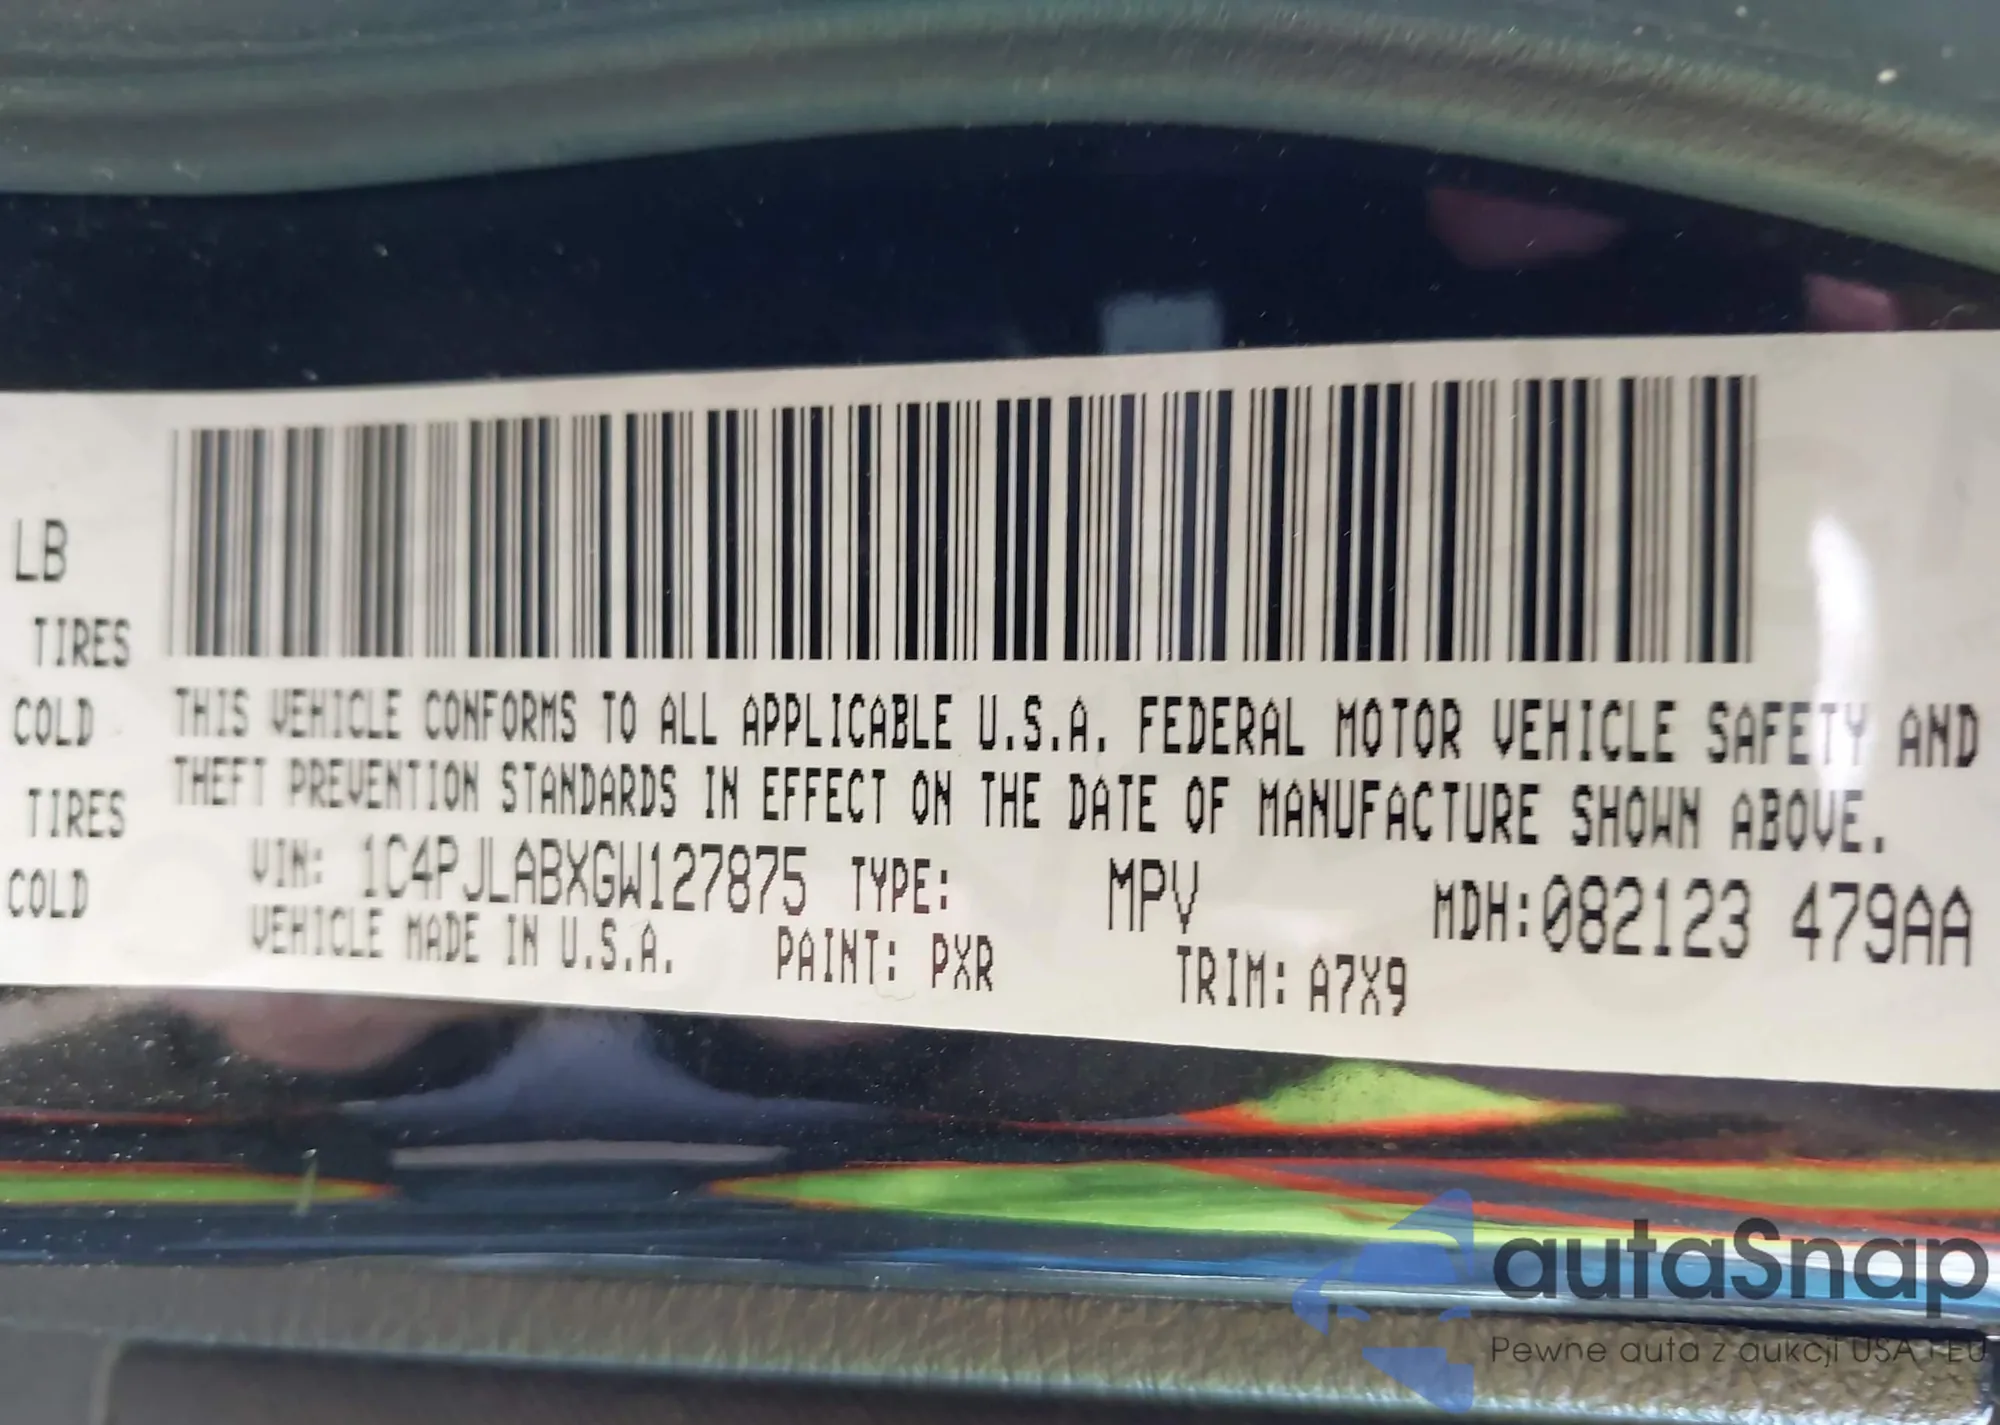 LB
TIRES
COLD
TIRES
COLD
THIS VEHICLE CONFORMS TO ALL APPLICABLE U.S.A. FEDERAL MOTOR VEHICLE SAFETY AND
THEFT PREVENTION STANDARDS IN EFFECT ON THE DATE OF MANUFACTURE SHOWN ABOVE.
VIN: 1C4PJLABXGW127875 TYPE: MPV MDH:082123 479AA
VEHICLE MADE IN U.S.A. PAINT: PXR TRIM: A7X9
autaSnap
Pewne auta z aukcji USA i EU